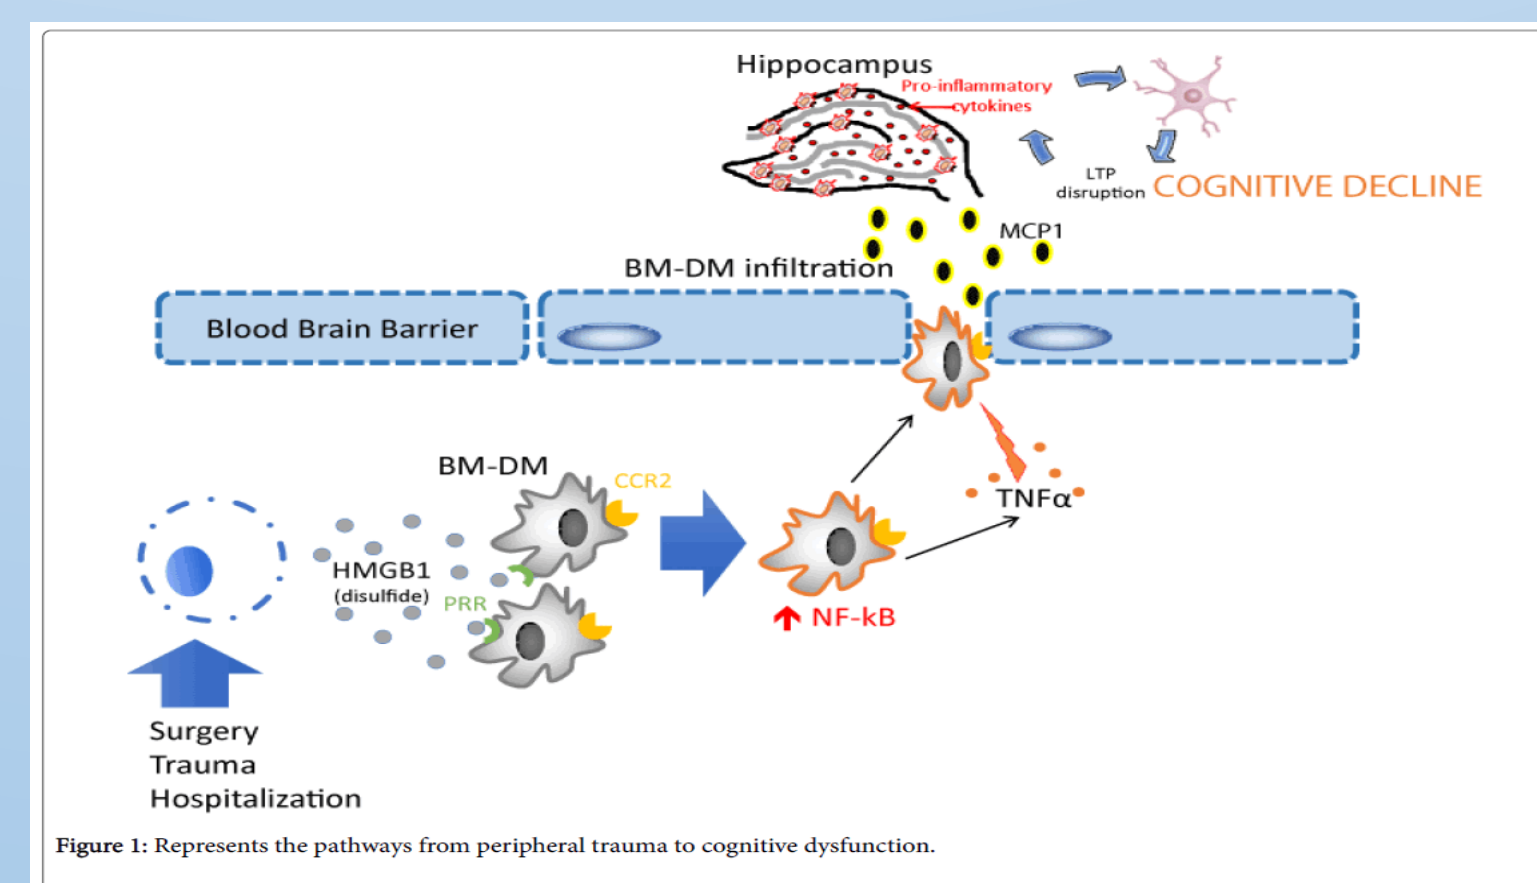 Hippocampus
Pro-inflammatory
cytokines
LTP
disruption
COGNITIVE DECLINE
MCP1
BM-DM infiltration
Blood Brain Barrier
BM-DM
CCR2
TNFα
HMGB1
(disulfide)
PRR
NF-kB
Surgery
Trauma
Hospitalization
Figure 1: Represents the pathways from peripheral trauma to cognitive dysfunction.